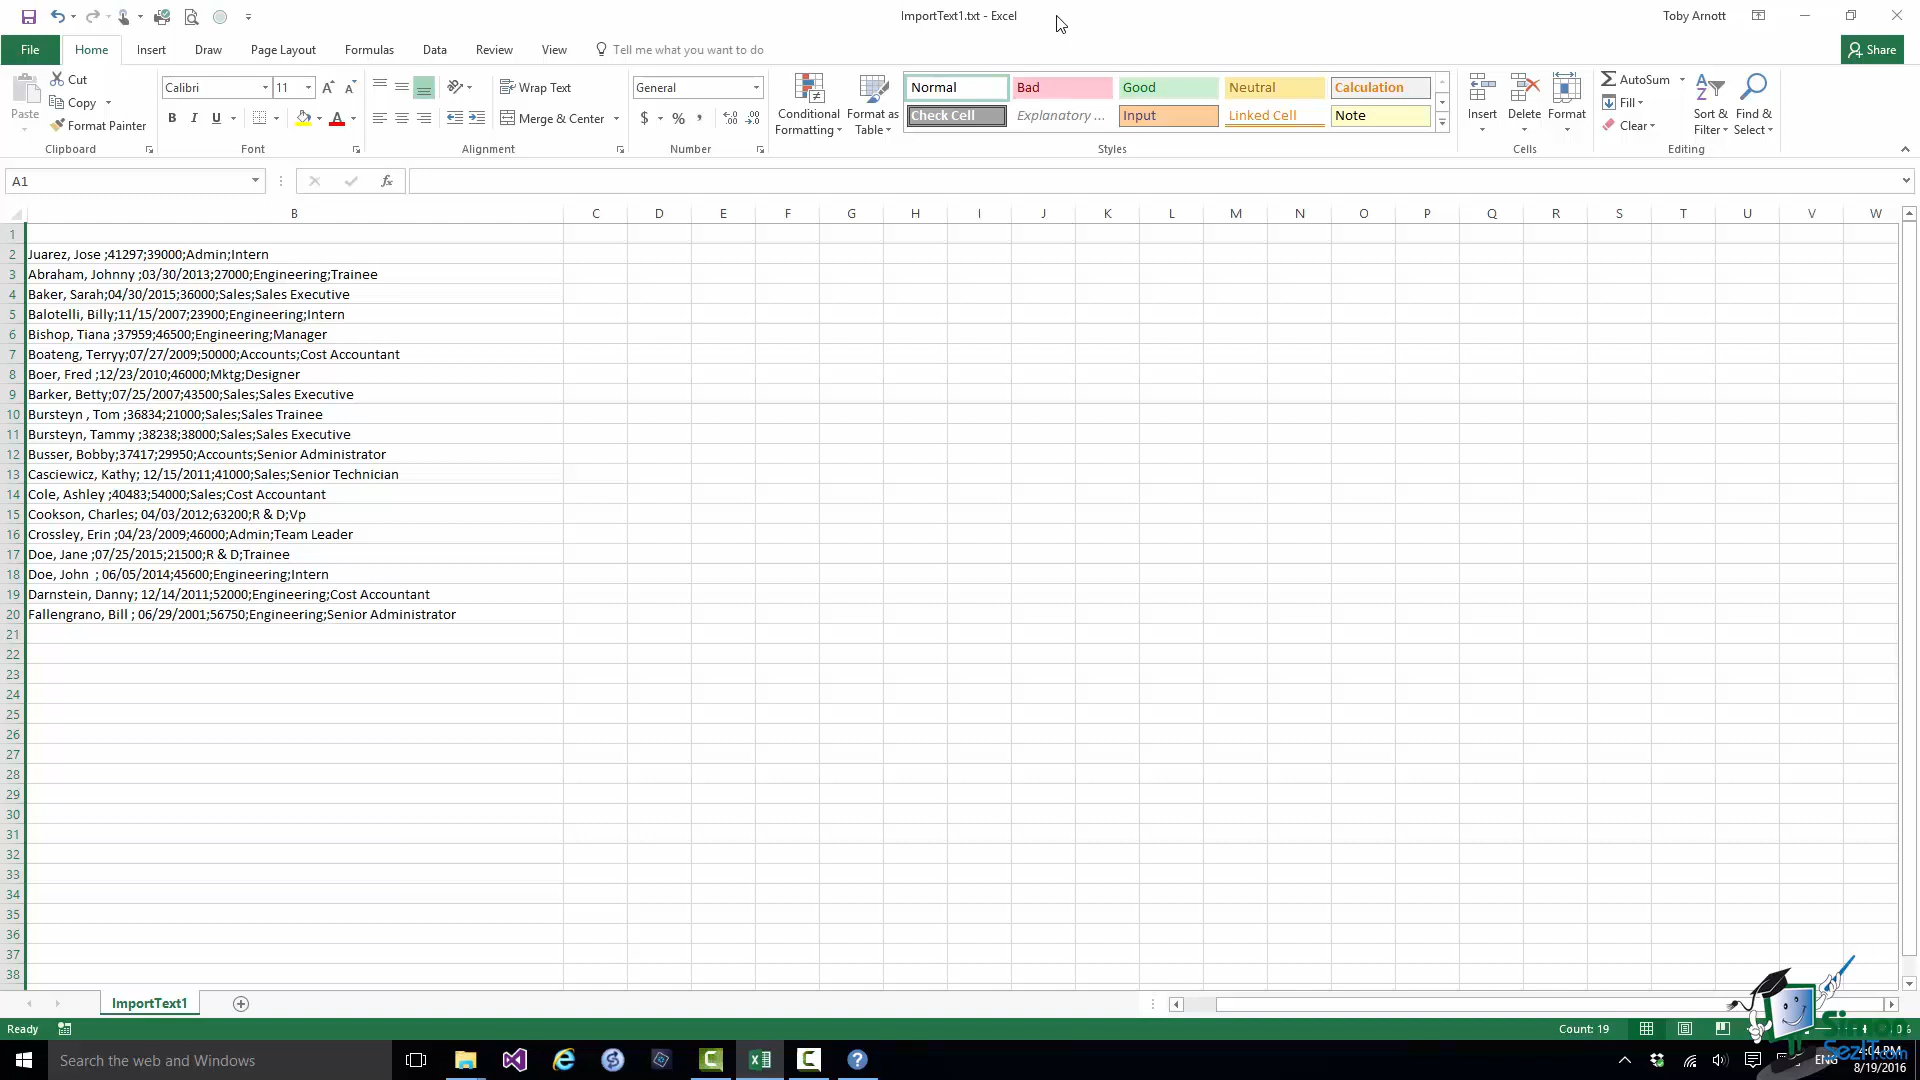 ImportText1.txt - Excel
Toby Arnott
File Home Insert Draw Page Layout Formulas Data Review View Tell me what you want to do
Share
Paste
Cut
Copy
Format Painter
Clipboard
Calibri 11
B I U
Font
Wrap Text
Merge & Center
Alignment
General
$ % ,
Number
Conditional Formatting
Format as Table
Normal Bad Good Neutral Calculation
Check Cell Explanatory ... Input Linked Cell Note
Styles
Insert Delete Format
Cells
AutoSum
Fill
Clear
Sort & Filter
Find & Select
Editing
A1
fx
B C D E F G H I J K L M N O P Q R S T U V W
1
2 Juarez, Jose ;41297;39000;Admin;Intern
3 Abraham, Johnny ;03/30/2013;27000;Engineering;Trainee
4 Baker, Sarah;04/30/2015;36000;Sales;Sales Executive
5 Balotelli, Billy;11/15/2007;23900;Engineering;Intern
6 Bishop, Tiana ;37959;46500;Engineering;Manager
7 Boateng, Terryy;07/27/2009;50000;Accounts;Cost Accountant
8 Boer, Fred ;12/23/2010;46000;Mktg;Designer
9 Barker, Betty;07/25/2007;43500;Sales;Sales Executive
10 Bursteyn , Tom ;36834;21000;Sales;Sales Trainee
11 Bursteyn, Tammy ;38238;38000;Sales;Sales Executive
12 Busser, Bobby;37417;29950;Accounts;Senior Administrator
13 Casciewicz, Kathy; 12/15/2011;41000;Sales;Senior Technician
14 Cole, Ashley ;40483;54000;Sales;Cost Accountant
15 Cookson, Charles; 04/03/2012;63200;R & D;Vp
16 Crossley, Erin ;04/23/2009;46000;Admin;Team Leader
17 Doe, Jane ;07/25/2015;21500;R & D;Trainee
18 Doe, John  ; 06/05/2014;45600;Engineering;Intern
19 Darnstein, Danny; 12/14/2011;52000;Engineering;Cost Accountant
20 Fallengrano, Bill ; 06/29/2001;56750;Engineering;Senior Administrator
21
22
23
24
25
26
27
28
29
30
31
32
33
34
35
36
37
38
ImportText1
Ready
Count: 19
Search the web and Windows
ENG
4:04 PM
8/19/2016
Simon
SezIT.com